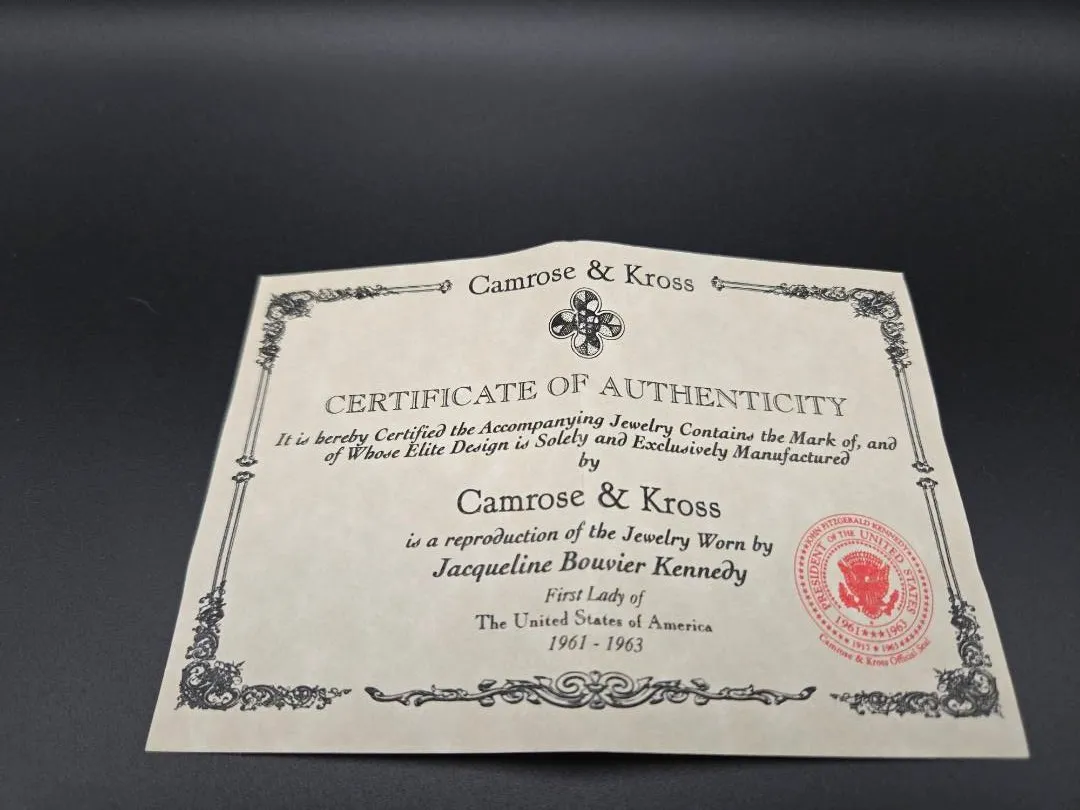 Camrose & Kross
CERTIFICATE OF AUTHENTICITY
It is hereby Certified the Accompanying Jewelry Contains the Mark of, and
of Whose Elite Design is Solely and Exclusively Manufactured
by
Camrose & Kross
is a reproduction of the Jewelry Worn by
Jacqueline Bouvier Kennedy
First Lady of
The United States of America
1961 - 1963
JOHN FITZGERALD KENNEDY
PRESIDENT OF THE UNITED STATES
1961★★★1963
1917 ★ 1963
Camrose & Kross Official Seal